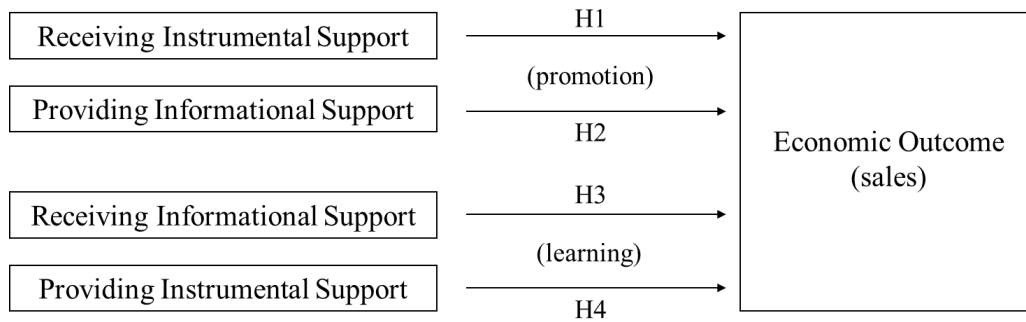 Receiving Instrumental Support
H1
(promotion)
Providing Informational Support
H2
Receiving Informational Support
H3
(learning)
Providing Instrumental Support
H4
Economic Outcome
(sales)